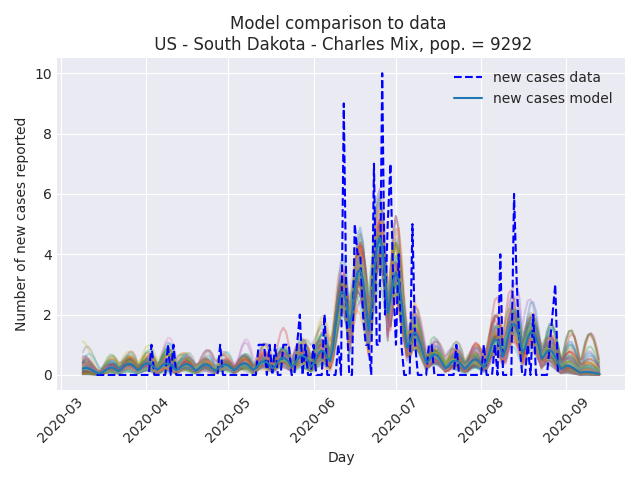 Model comparison to data
US - South Dakota - Charles Mix, pop. = 9292
new cases data
new cases model
Number of new cases reported
10
8
6
4
2
0
2020-03
2020-04
2020-05
2020-06
2020-07
2020-08
2020-09
Day